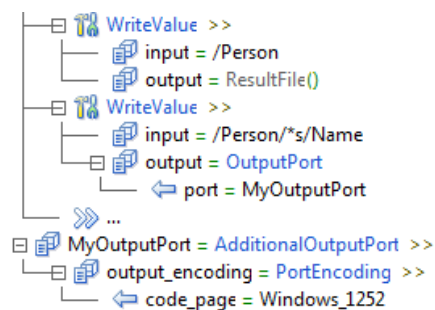 WriteValue >>
input = /Person
output = ResultFile()
WriteValue >>
input = /Person/*s/Name
output = OutputPort
port = MyOutputPort
...
MyOutputPort = AdditionalOutputPort >>
output_encoding = PortEncoding >>
code_page = Windows_1252